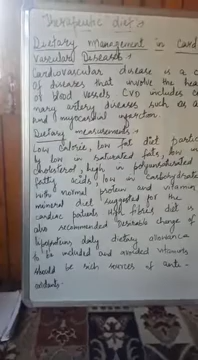 Therapeutic diet :
Dietary Management in Card
Vascular Diseases :
Cardiovascular disease is a c
of diseases that involve the hea
of blood vessels CVD includes c
nary artery diseases such as a
and myocardial infarction.
Dietary measurements :
Low calorie, low fat diet partic
ly low in saturated fats, low in
cholesterol, high in polyunsaturated
fatty acids, low in carbohydrate
with normal protein and vitamin
mineral diet suggested for the
cardiac patients High fibre diet is
also recommended Desirable change of
lipoproteins daly dietary allowance
to be included and avoided vitamins
should be rich sources of anti-
oxidants.